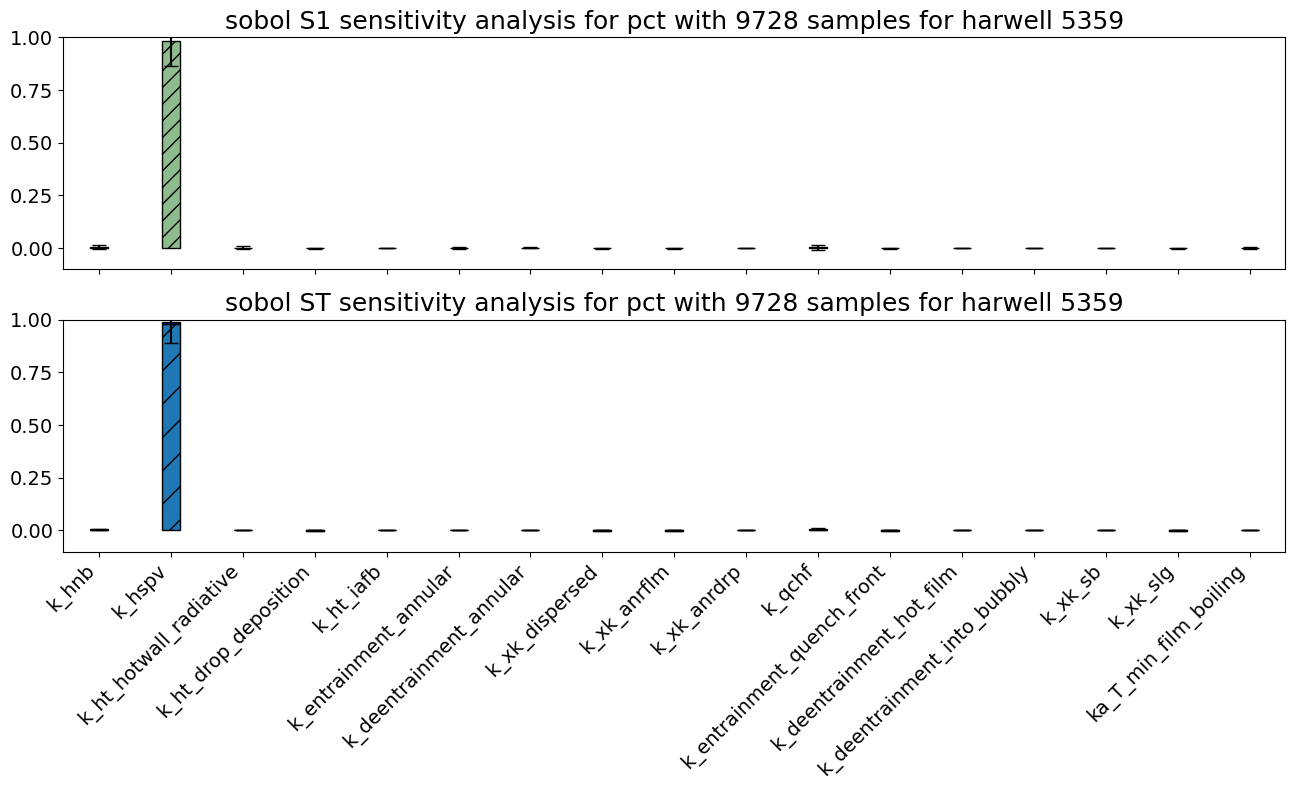 sobol S1 sensitivity analysis for pct with 9728 samples for harwell 5359
1.00
0.75
0.50
0.25
0.00
sobol ST sensitivity analysis for pct with 9728 samples for harwell 5359
1.00
0.75
0.50
0.25
0.00
k_hnb
k_hspv
k_ht_hotwall_radiative
k_ht_drop_deposition
k_ht_iafb
k_entrainment_annular
k_deentrainment_annular
k_xk_dispersed
k_xk_anrflm
k_xk_anrdrp
k_qchf
k_entrainment_quench_front
k_deentrainment_hot_film
k_deentrainment_into_bubbly
k_xk_sb
k_xk_slg
ka_T_min_film_boiling